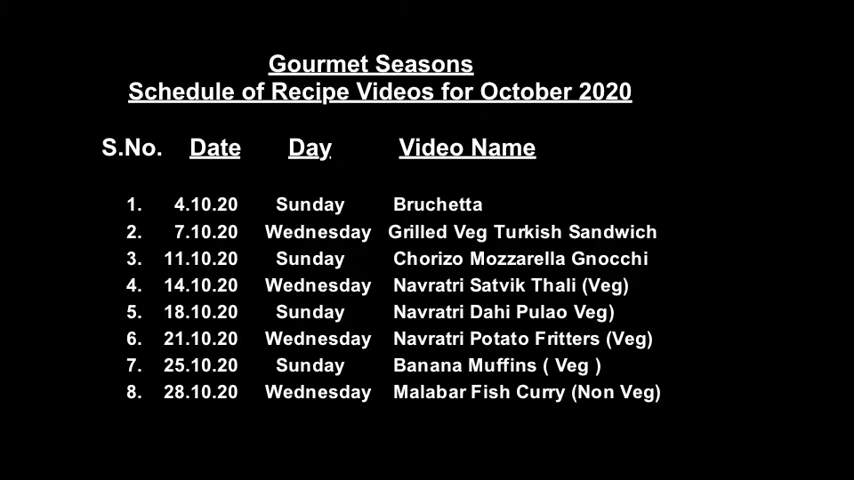 Gourmet Seasons
Schedule of Recipe Videos for October 2020
S.No. Date Day Video Name
1. 4.10.20 Sunday Bruchetta
2. 7.10.20 Wednesday Grilled Veg Turkish Sandwich
3. 11.10.20 Sunday Chorizo Mozzarella Gnocchi
4. 14.10.20 Wednesday Navratri Satvik Thali (Veg)
5. 18.10.20 Sunday Navratri Dahi Pulao Veg)
6. 21.10.20 Wednesday Navratri Potato Fritters (Veg)
7. 25.10.20 Sunday Banana Muffins ( Veg )
8. 28.10.20 Wednesday Malabar Fish Curry (Non Veg)